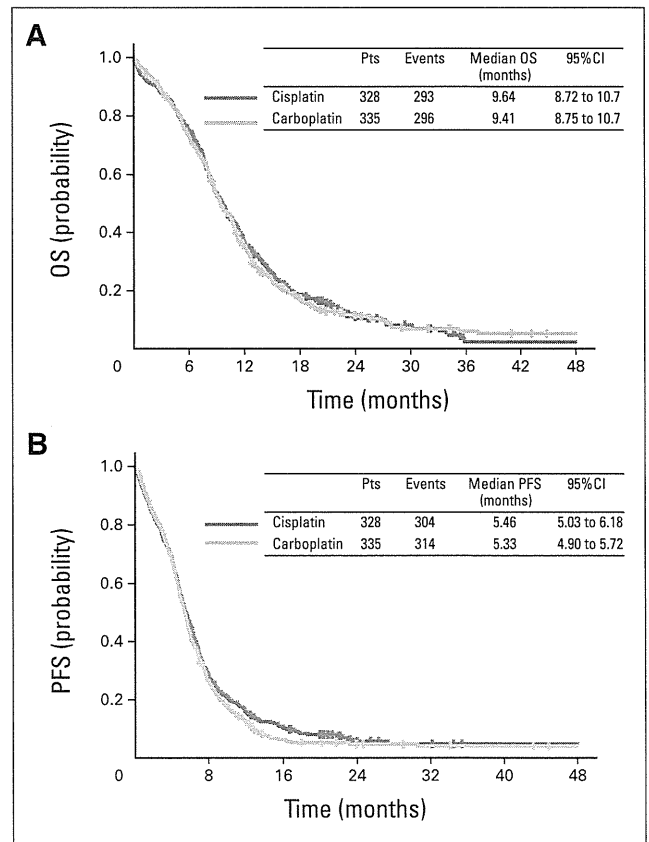 A
Pts Events Median OS 95%CI
(months)
Cisplatin 328 293 9.64 8.72 to 10.7
Carboplatin 335 296 9.41 8.75 to 10.7
1.0
0.8
0.6
0.4
0.2
0 6 12 18 24 30 36 42 48
OS (probability)
Time (months)
B
Pts Events Median PFS 95%CI
(months)
Cisplatin 328 304 5.46 5.03 to 6.18
Carboplatin 335 314 5.33 4.90 to 5.72
1.0
0.8
0.6
0.4
0.2
0 8 16 24 32 40 48
PFS (probability)
Time (months)